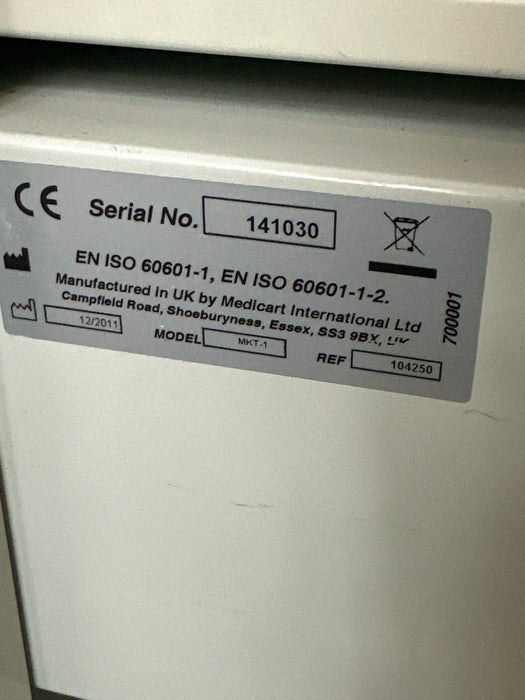 CE Serial No. 141030
EN ISO 60601-1, EN ISO 60601-1-2.
Manufactured in UK by Medicart International Ltd
Campfield Road, Shoeburyness, Essex, SS3 9BX, UK
12/2011 MODEL MKT-1 REF 104250
700001